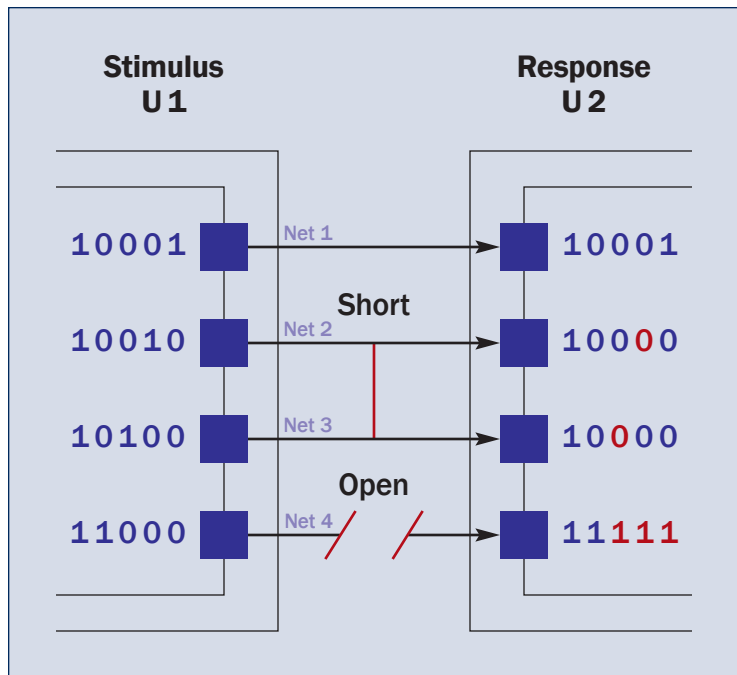 Stimulus
U1
Response
U2
10001
Net 1
10001
Short
10010
Net 2
10000
10100
Net 3
10000
Open
11000
Net 4
11111